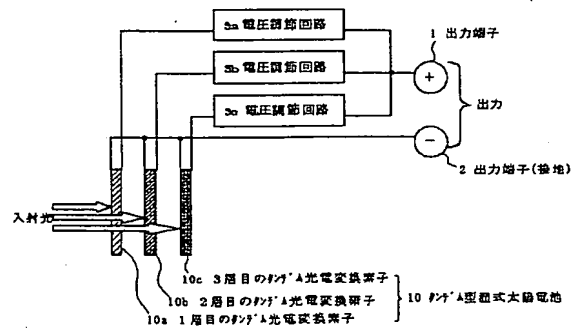 3a 電圧調節回路
1 出力端子
3b 電圧調節回路
+
出力
3c 電圧調節回路
−
2 出力端子(接地)
入射光
10c 3層目のタンデム光電変換素子
10b 2層目のタンデム光電変換素子
10a 1層目のタンデム光電変換素子
10 タンデム型湿式太陽電池